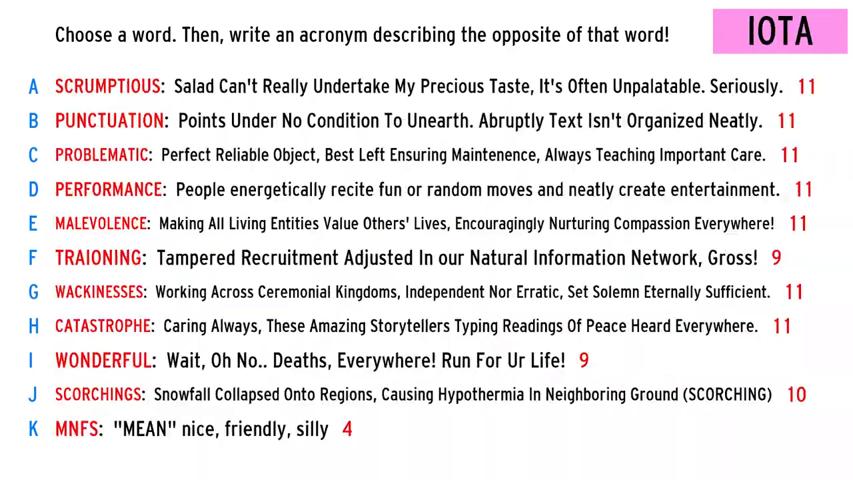 Choose a word. Then, write an acronym describing the opposite of that word!
IOTA
A SCRUMPTIOUS: Salad Can't Really Undertake My Precious Taste, It's Often Unpalatable. Seriously. 11
B PUNCTUATION: Points Under No Condition To Unearth. Abruptly Text Isn't Organized Neatly. 11
C PROBLEMATIC: Perfect Reliable Object, Best Left Ensuring Maintenence, Always Teaching Important Care. 11
D PERFORMANCE: People energetically recite fun or random moves and neatly create entertainment. 11
E MALEVOLENCE: Making All Living Entities Value Others' Lives, Encouragingly Nurturing Compassion Everywhere! 11
F TRAIONING: Tampered Recruitment Adjusted In our Natural Information Network, Gross! 9
G WACKINESSES: Working Across Ceremonial Kingdoms, Independent Nor Erratic, Set Solemn Eternally Sufficient. 11
H CATASTROPHE: Caring Always, These Amazing Storytellers Typing Readings Of Peace Heard Everywhere. 11
I WONDERFUL: Wait, Oh No.. Deaths, Everywhere! Run For Ur Life! 9
J SCORCHINGS: Snowfall Collapsed Onto Regions, Causing Hypothermia In Neighboring Ground (SCORCHING) 10
K MNFS: "MEAN" nice, friendly, silly 4